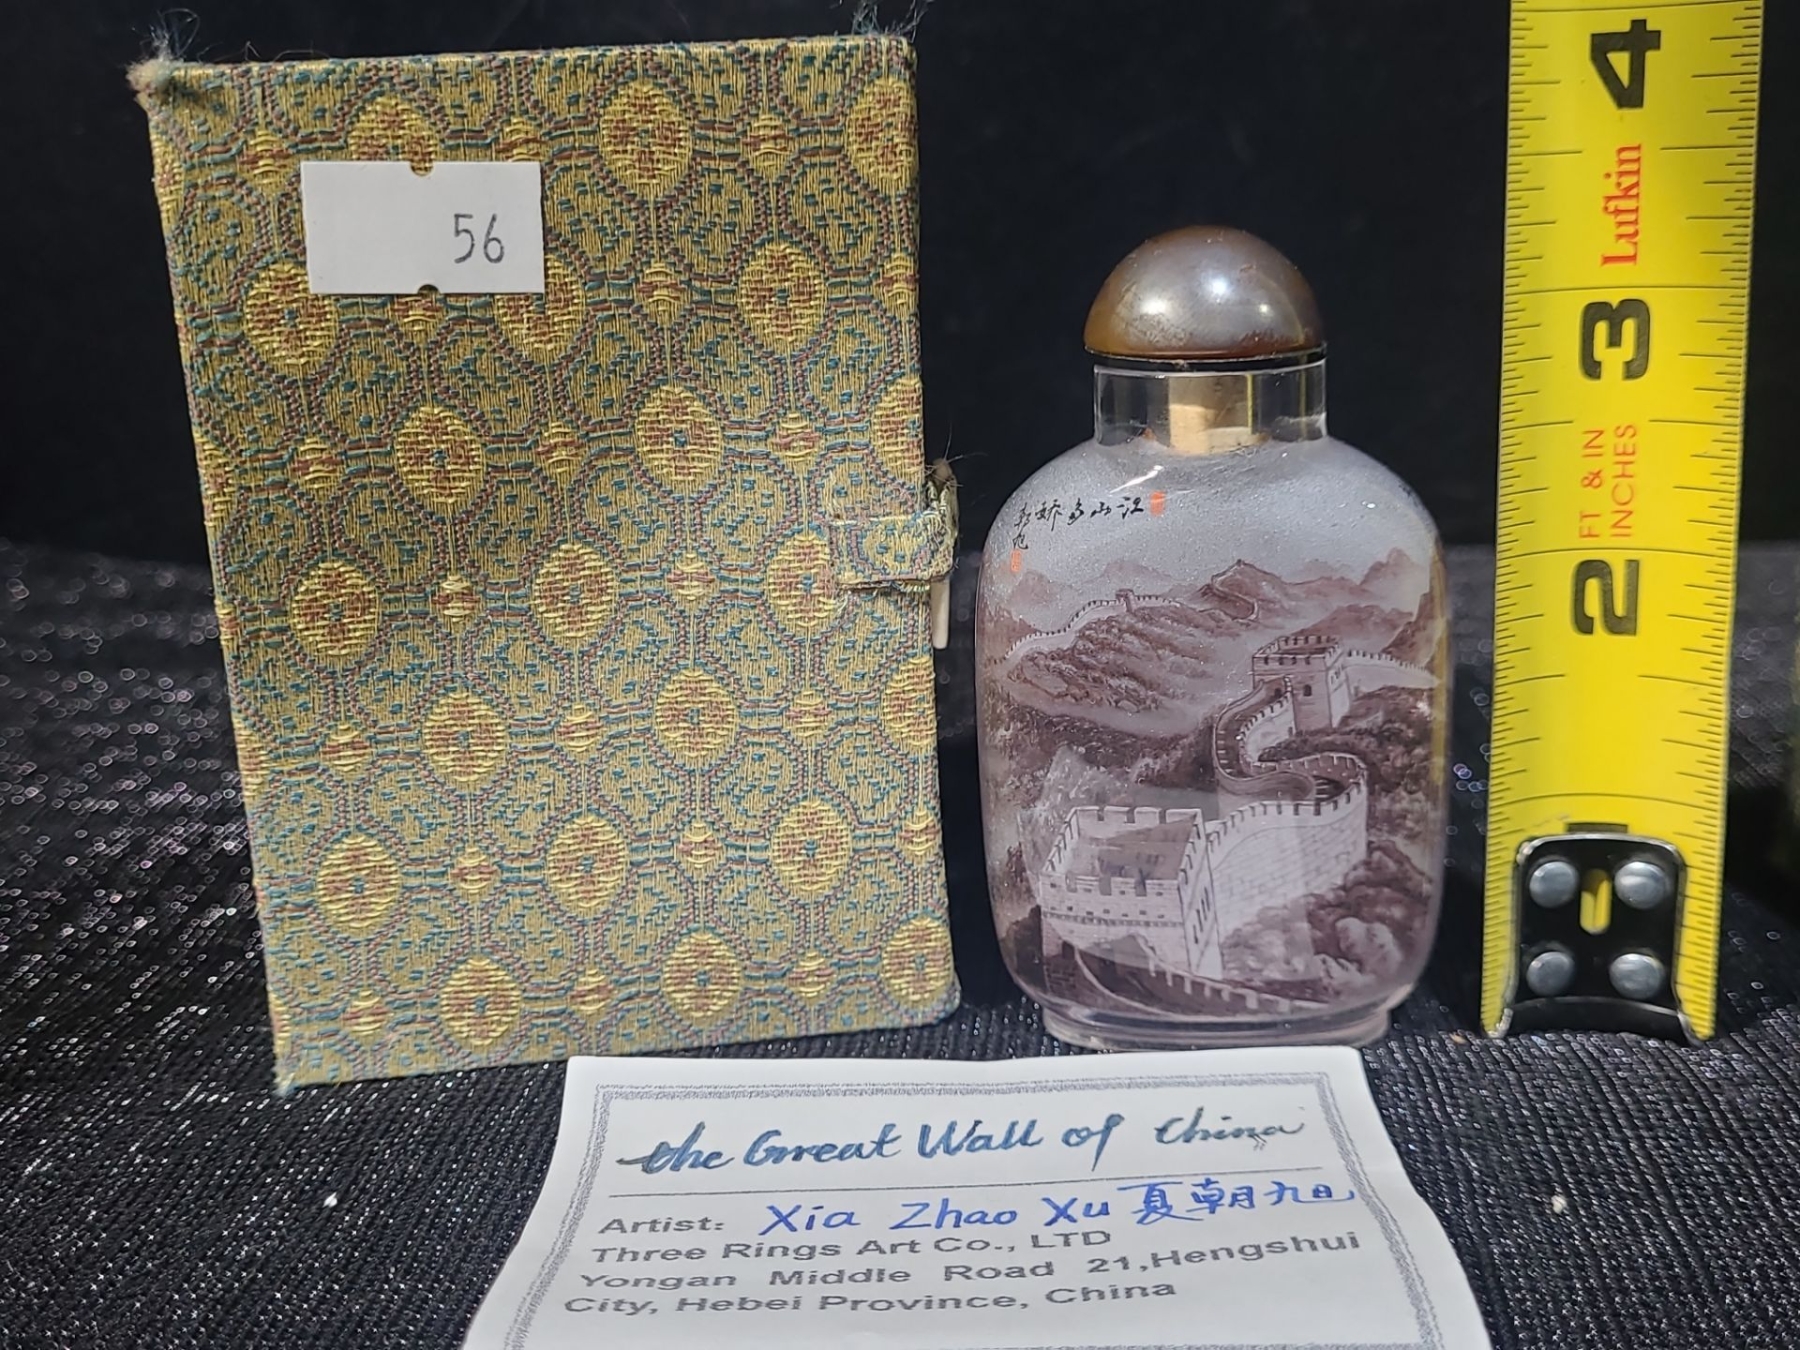 56
江山多娇
朝旭
4
Lufkin
3
FT & IN
INCHES
2
the Great Wall of China
Artist: Xia Zhao Xu 夏朝旭
Three Rings Art Co., LTD
Yongan Middle Road 21,Hengshui
City, Hebei Province, China